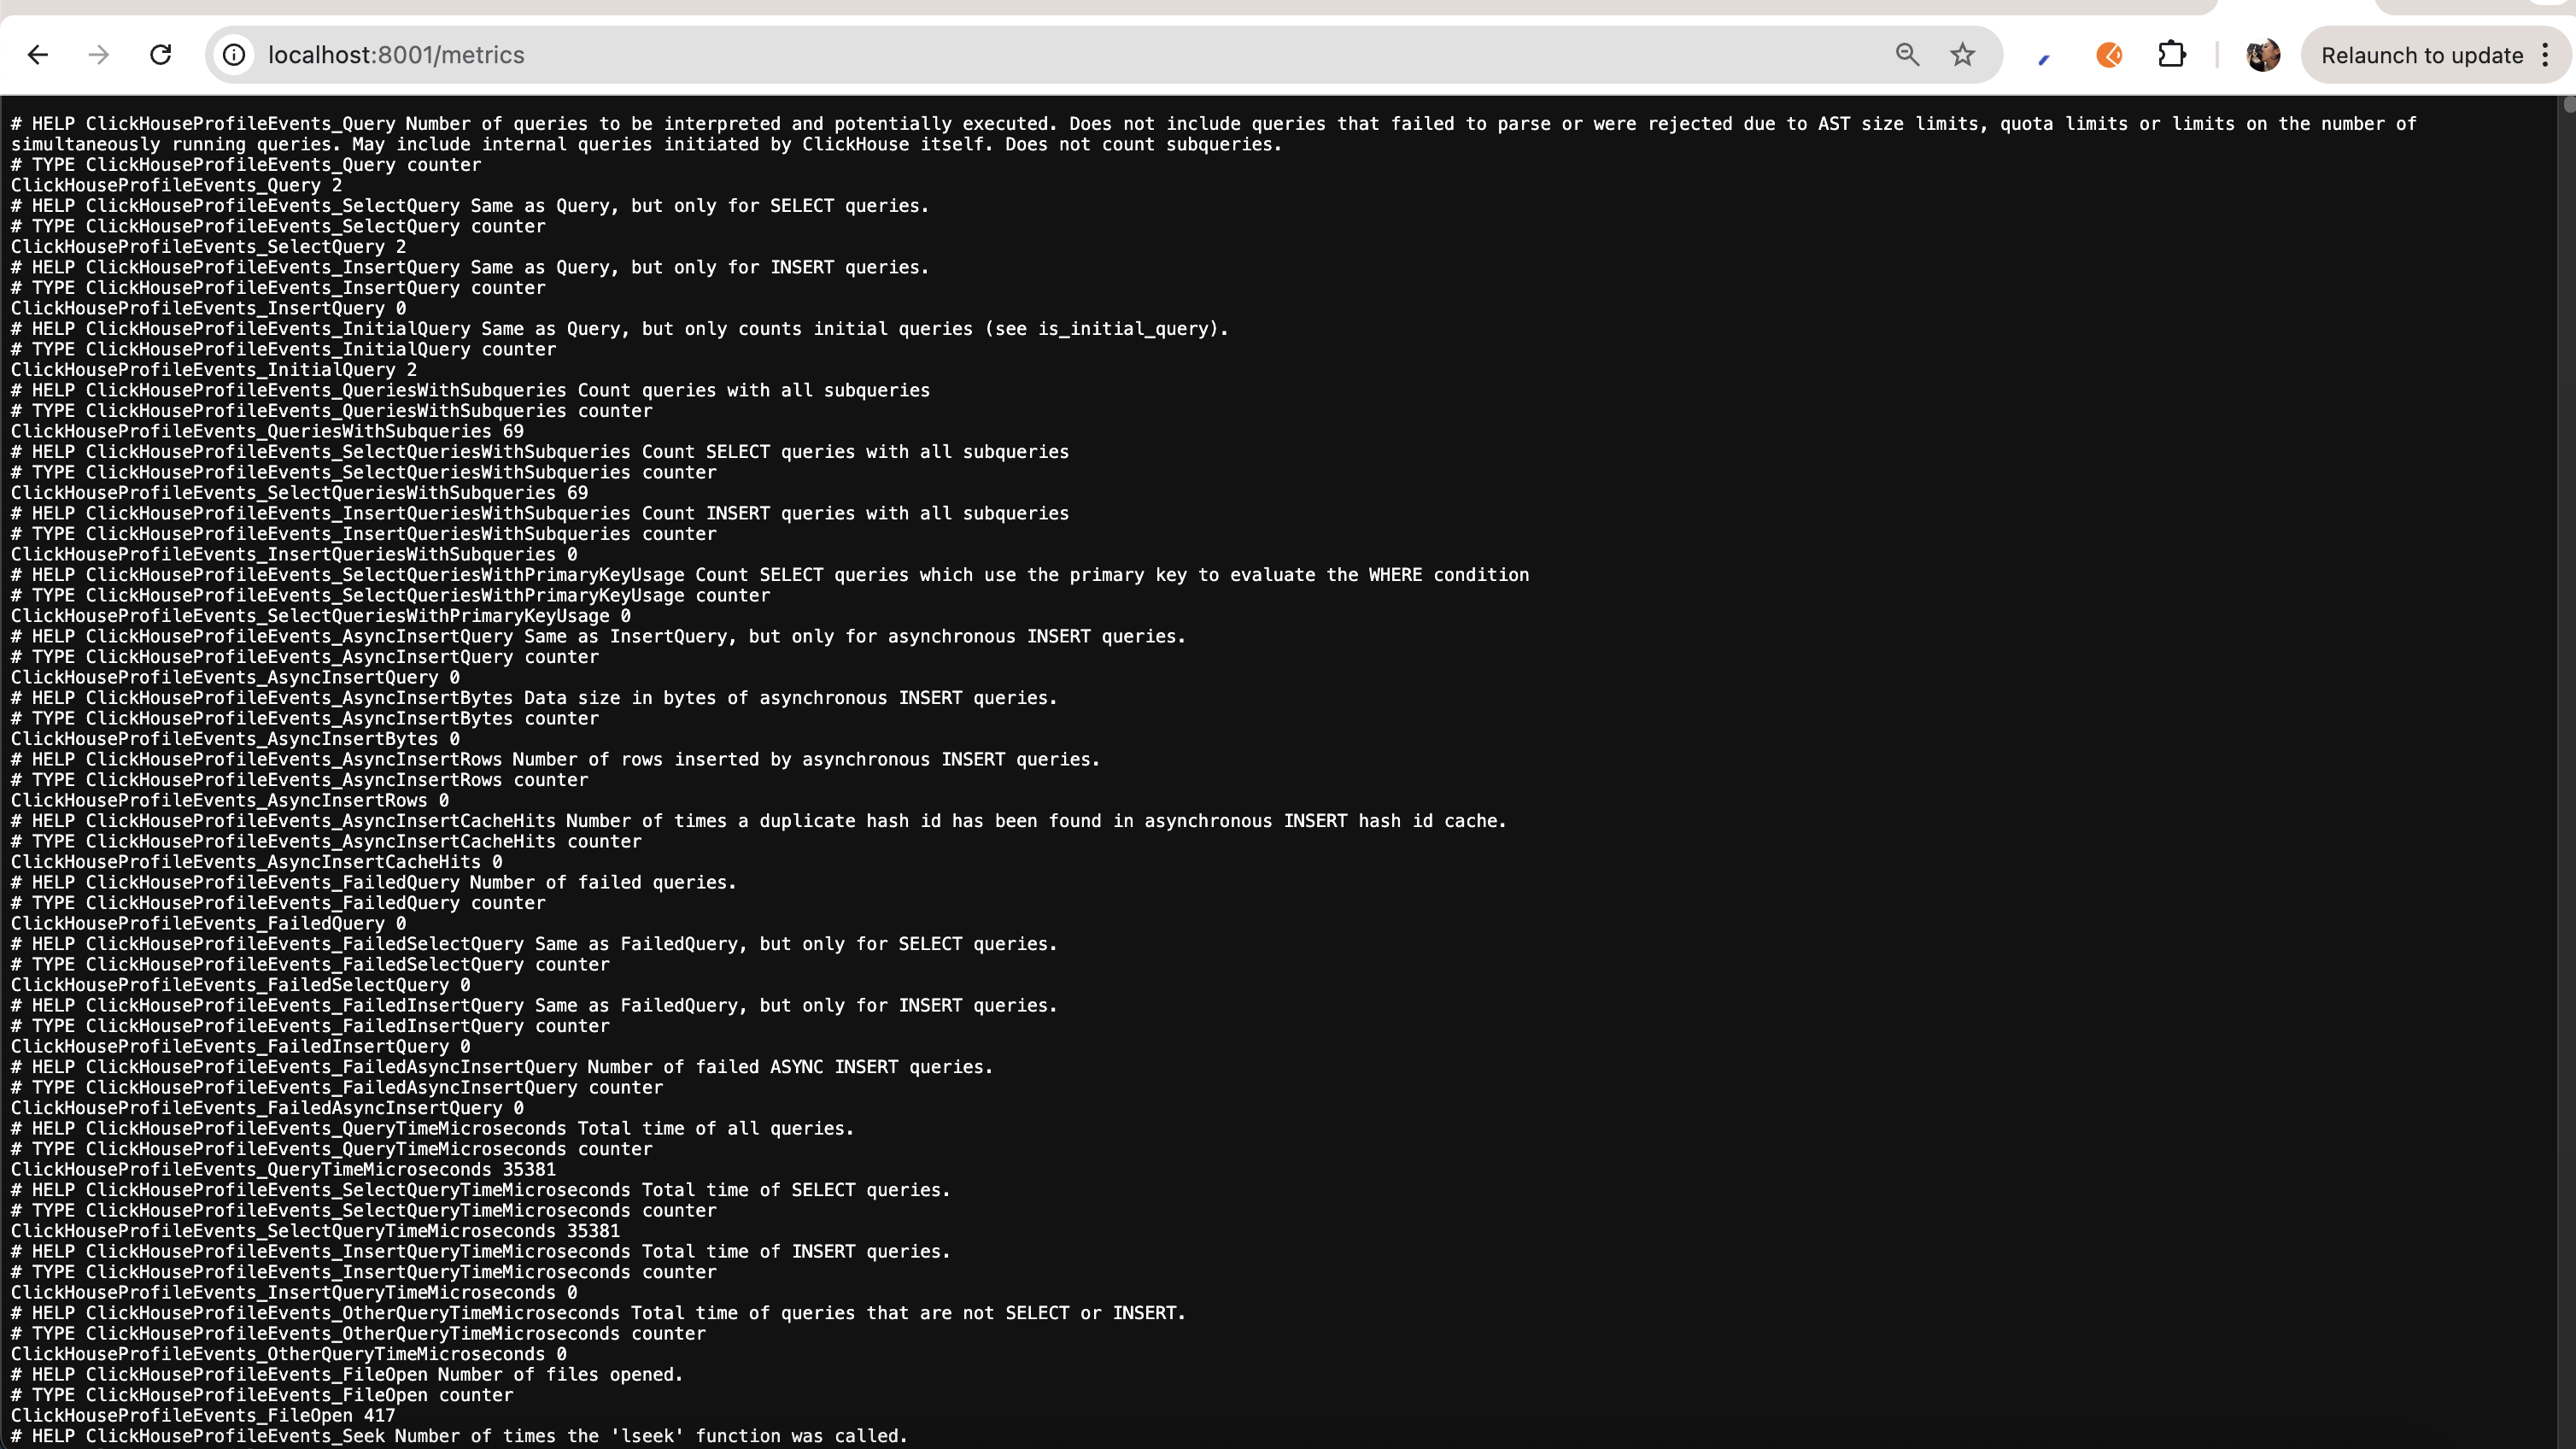 localhost:8001/metrics
Relaunch to update
# HELP ClickHouseProfileEvents_Query Number of queries to be interpreted and potentially executed. Does not include queries that failed to parse or were rejected due to AST size limits, quota limits or limits on the number of
simultaneously running queries. May include internal queries initiated by ClickHouse itself. Does not count subqueries.
# TYPE ClickHouseProfileEvents_Query counter
ClickHouseProfileEvents_Query 2
# HELP ClickHouseProfileEvents_SelectQuery Same as Query, but only for SELECT queries.
# TYPE ClickHouseProfileEvents_SelectQuery counter
ClickHouseProfileEvents_SelectQuery 2
# HELP ClickHouseProfileEvents_InsertQuery Same as Query, but only for INSERT queries.
# TYPE ClickHouseProfileEvents_InsertQuery counter
ClickHouseProfileEvents_InsertQuery 0
# HELP ClickHouseProfileEvents_InitialQuery Same as Query, but only counts initial queries (see is_initial_query).
# TYPE ClickHouseProfileEvents_InitialQuery counter
ClickHouseProfileEvents_InitialQuery 2
# HELP ClickHouseProfileEvents_QueriesWithSubqueries Count queries with all subqueries
# TYPE ClickHouseProfileEvents_QueriesWithSubqueries counter
ClickHouseProfileEvents_QueriesWithSubqueries 69
# HELP ClickHouseProfileEvents_SelectQueriesWithSubqueries Count SELECT queries with all subqueries
# TYPE ClickHouseProfileEvents_SelectQueriesWithSubqueries counter
ClickHouseProfileEvents_SelectQueriesWithSubqueries 69
# HELP ClickHouseProfileEvents_InsertQueriesWithSubqueries Count INSERT queries with all subqueries
# TYPE ClickHouseProfileEvents_InsertQueriesWithSubqueries counter
ClickHouseProfileEvents_InsertQueriesWithSubqueries 0
# HELP ClickHouseProfileEvents_SelectQueriesWithPrimaryKeyUsage Count SELECT queries which use the primary key to evaluate the WHERE condition
# TYPE ClickHouseProfileEvents_SelectQueriesWithPrimaryKeyUsage counter
ClickHouseProfileEvents_SelectQueriesWithPrimaryKeyUsage 0
# HELP ClickHouseProfileEvents_AsyncInsertQuery Same as InsertQuery, but only for asynchronous INSERT queries.
# TYPE ClickHouseProfileEvents_AsyncInsertQuery counter
ClickHouseProfileEvents_AsyncInsertQuery 0
# HELP ClickHouseProfileEvents_AsyncInsertBytes Data size in bytes of asynchronous INSERT queries.
# TYPE ClickHouseProfileEvents_AsyncInsertBytes counter
ClickHouseProfileEvents_AsyncInsertBytes 0
# HELP ClickHouseProfileEvents_AsyncInsertRows Number of rows inserted by asynchronous INSERT queries.
# TYPE ClickHouseProfileEvents_AsyncInsertRows counter
ClickHouseProfileEvents_AsyncInsertRows 0
# HELP ClickHouseProfileEvents_AsyncInsertCacheHits Number of times a duplicate hash id has been found in asynchronous INSERT hash id cache.
# TYPE ClickHouseProfileEvents_AsyncInsertCacheHits counter
ClickHouseProfileEvents_AsyncInsertCacheHits 0
# HELP ClickHouseProfileEvents_FailedQuery Number of failed queries.
# TYPE ClickHouseProfileEvents_FailedQuery counter
ClickHouseProfileEvents_FailedQuery 0
# HELP ClickHouseProfileEvents_FailedSelectQuery Same as FailedQuery, but only for SELECT queries.
# TYPE ClickHouseProfileEvents_FailedSelectQuery counter
ClickHouseProfileEvents_FailedSelectQuery 0
# HELP ClickHouseProfileEvents_FailedInsertQuery Same as FailedQuery, but only for INSERT queries.
# TYPE ClickHouseProfileEvents_FailedInsertQuery counter
ClickHouseProfileEvents_FailedInsertQuery 0
# HELP ClickHouseProfileEvents_FailedAsyncInsertQuery Number of failed ASYNC INSERT queries.
# TYPE ClickHouseProfileEvents_FailedAsyncInsertQuery counter
ClickHouseProfileEvents_FailedAsyncInsertQuery 0
# HELP ClickHouseProfileEvents_QueryTimeMicroseconds Total time of all queries.
# TYPE ClickHouseProfileEvents_QueryTimeMicroseconds counter
ClickHouseProfileEvents_QueryTimeMicroseconds 35381
# HELP ClickHouseProfileEvents_SelectQueryTimeMicroseconds Total time of SELECT queries.
# TYPE ClickHouseProfileEvents_SelectQueryTimeMicroseconds counter
ClickHouseProfileEvents_SelectQueryTimeMicroseconds 35381
# HELP ClickHouseProfileEvents_InsertQueryTimeMicroseconds Total time of INSERT queries.
# TYPE ClickHouseProfileEvents_InsertQueryTimeMicroseconds counter
ClickHouseProfileEvents_InsertQueryTimeMicroseconds 0
# HELP ClickHouseProfileEvents_OtherQueryTimeMicroseconds Total time of queries that are not SELECT or INSERT.
# TYPE ClickHouseProfileEvents_OtherQueryTimeMicroseconds counter
ClickHouseProfileEvents_OtherQueryTimeMicroseconds 0
# HELP ClickHouseProfileEvents_FileOpen Number of files opened.
# TYPE ClickHouseProfileEvents_FileOpen counter
ClickHouseProfileEvents_FileOpen 417
# HELP ClickHouseProfileEvents_Seek Number of times the 'lseek' function was called.